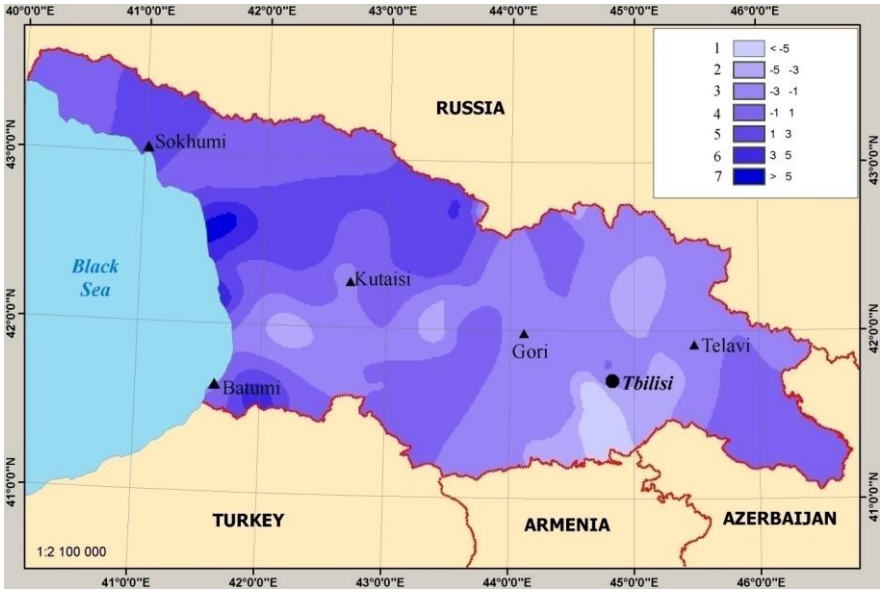 40°0'0"E 41°0'0"E 42°0'0"E 43°0'0"E 44°0'0"E 45°0'0"E 46°0'0"E
1 < -5
2 -5 -3
3 -3 -1
4 -1 1
5 1 3
6 3 5
7 > 5
RUSSIA
43°0'0"N
Sokhumi
43°0'0"N
Black
Sea
Kutaisi
42°0'0"N
Gori
Telavi
42°0'0"N
Batumi
Tbilisi
41°0'0"N
TURKEY
ARMENIA
AZERBAIJAN
41°0'0"N
1:2 100 000
41°0'0"E 42°0'0"E 43°0'0"E 44°0'0"E 45°0'0"E 46°0'0"E